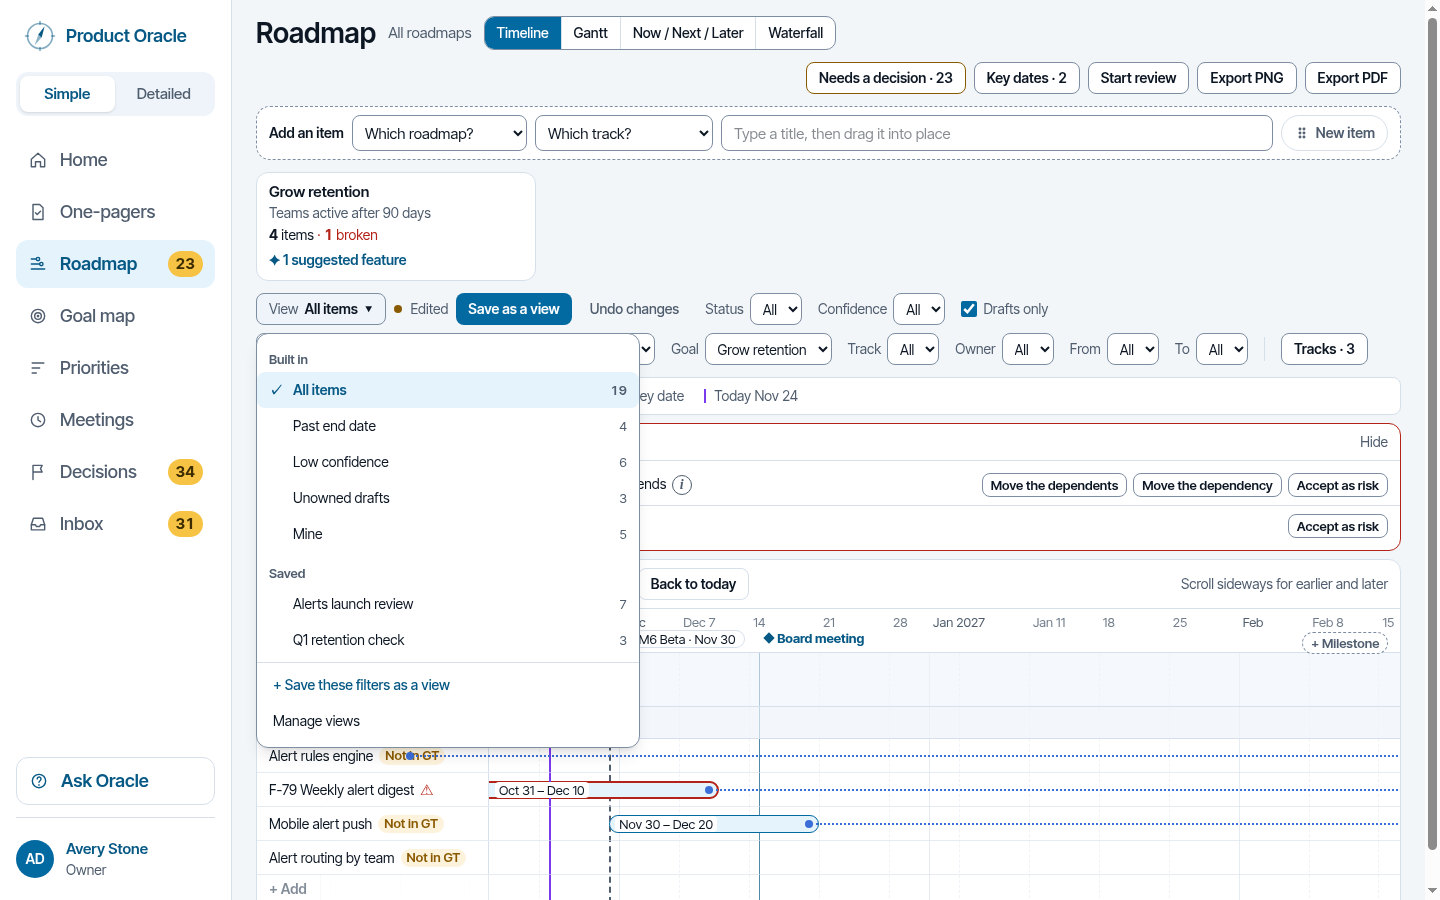 Product Oracle
Simple
Detailed
Home
One-pagers
Roadmap 23
Goal map
Priorities
Meetings
Decisions 34
Inbox 31
Ask Oracle
AD
Avery Stone
Owner
Roadmap All roadmaps Timeline Gantt Now / Next / Later Waterfall
Needs a decision · 23 Key dates · 2 Start review Export PNG Export PDF
Add an item Which roadmap? Which track? Type a title, then drag it into place New item
Grow retention
Teams active after 90 days
4 items · 1 broken
1 suggested feature
View All items Edited Save as a view Undo changes Status All Confidence All Drafts only
Goal Grow retention Track All Owner All From All To All Tracks · 3
Built in
✓ All items 19
Past end date 4
Low confidence 6
Unowned drafts 3
Mine 5
Saved
Alerts launch review 7
Q1 retention check 3
+ Save these filters as a view
Manage views
ey date Today Nov 24
Hide
ends i Move the dependents Move the dependency Accept as risk
Accept as risk
Back to today Scroll sideways for earlier and later
c Dec 7 14 21 28 Jan 2027 Jan 11 18 25 Feb Feb 8 15
M6 Beta · Nov 30 Board meeting + Milestone
Alert rules engine Not in GT
F-79 Weekly alert digest Oct 31 – Dec 10
Mobile alert push Not in GT Nov 30 – Dec 20
Alert routing by team Not in GT
+ Add